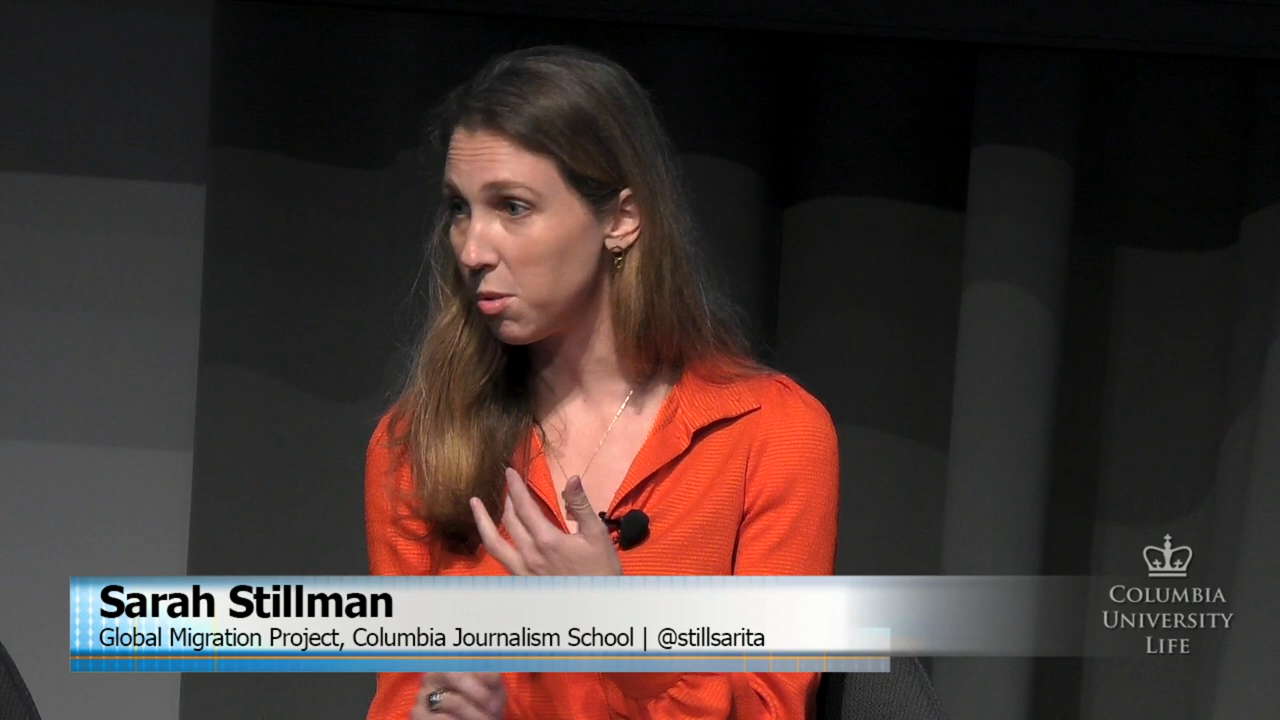 Sarah Stillman
Global Migration Project, Columbia Journalism School | @stillsarita
COLUMBIA
UNIVERSITY
LIFE